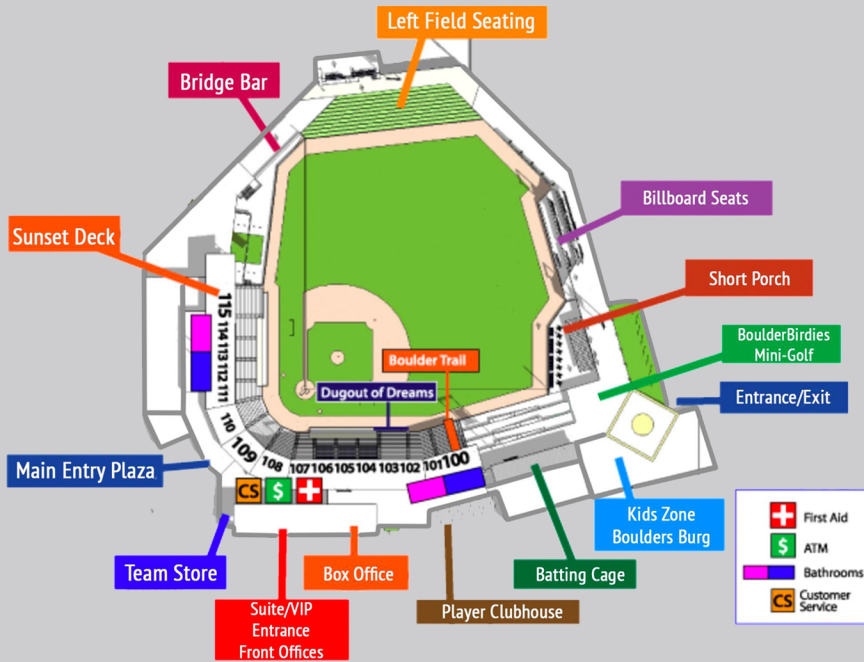 Left Field Seating
Bridge Bar
Billboard Seats
Sunset Deck
Short Porch
BoulderBirdies
Mini-Golf
Entrance/Exit
Boulder Trail
Dugout of Dreams
115
114
113
112
111
110
109
108
107
106
105
104
103
102
101
100
Main Entry Plaza
CS
$
Kids Zone
Boulders Burg
Team Store
Box Office
Batting Cage
Suite/VIP
Entrance
Front Offices
Player Clubhouse
First Aid
$ ATM
Bathrooms
CS Customer
Service